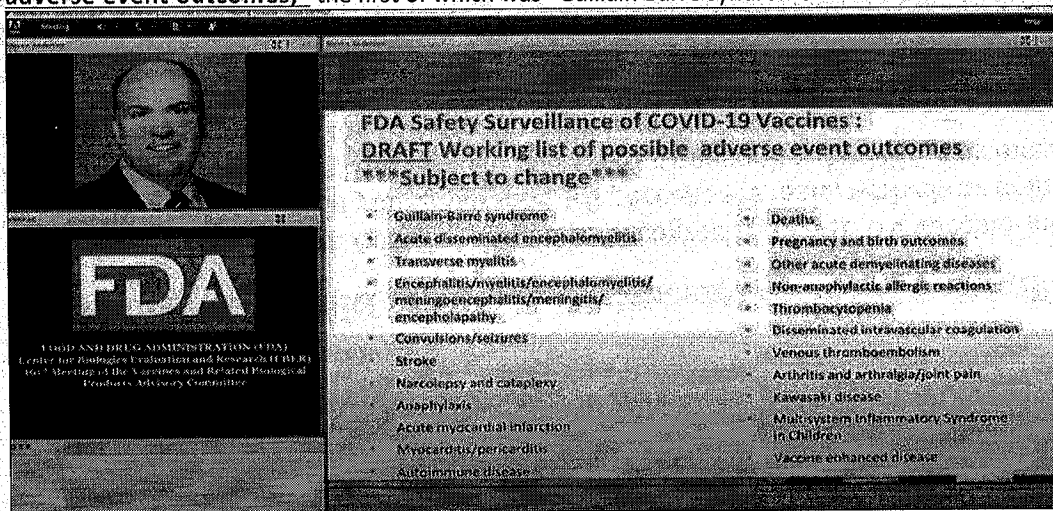 adverse event outcomes," the first of which was "Guillain Barre Sy
Meeting
FDA Safety Surveillance of COVID-19 Vaccines :
DRAFT Working list of possible adverse event outcomes
***Subject to change***
Guillain-Barré syndrome
Acute disseminated encephalomyelitis
Transverse myelitis
Encephalitis/myelitis/encephalomyelitis/
meningoencephalitis/meningitis/
encepholapathy
Convulsions/seizures
Stroke
Narcolepsy and cataplexy
Anaphylaxis
Acute myocardial infarction
Myocarditis/pericarditis
Autoimmune disease
Deaths
Pregnancy and birth outcomes
Other acute demyelinating diseases
Non-anaphylactic allergic reactions
Thrombocytopenia
Disseminated intravascular coagulation
Venous thromboembolism
Arthritis and arthralgia/joint pain
Kawasaki disease
Multisystem Inflammatory Syndrome
in Children
Vaccine enhanced disease
FDA
FOOD AND DRUG ADMINISTRATION (FDA)
Center for Biologics Evaluation and Research (CBER)
Meeting of the Vaccines and Related Biological
Products Advisory Committee